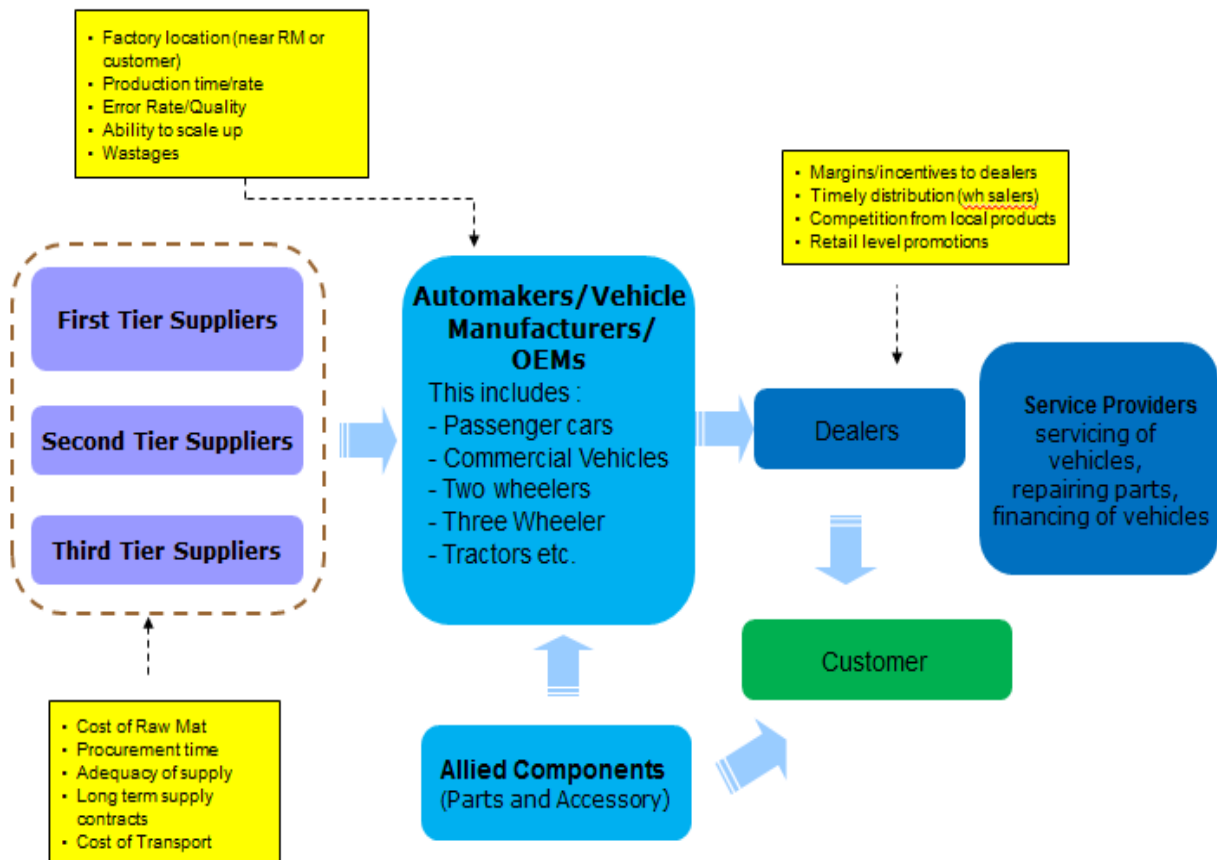 ▪ Factory location (near RM or
customer)
▪ Production time/rate
▪ Error Rate/Quality
▪ Ability to scale up
▪ Wastages
▪ Margins/incentives to dealers
▪ Timely distribution (wh salers)
▪ Competition from local products
▪ Retail level promotions
First Tier Suppliers
Second Tier Suppliers
Third Tier Suppliers
Automakers/Vehicle
Manufacturers/
OEMs
This includes :
- Passenger cars
- Commercial Vehicles
- Two wheelers
- Three Wheeler
- Tractors etc.
Dealers
Service Providers
servicing of
vehicles,
repairing parts,
financing of vehicles
Customer
▪ Cost of Raw Mat
▪ Procurement time
▪ Adequacy of supply
▪ Long term supply
contracts
▪ Cost of Transport
Allied Components
(Parts and Accessory)